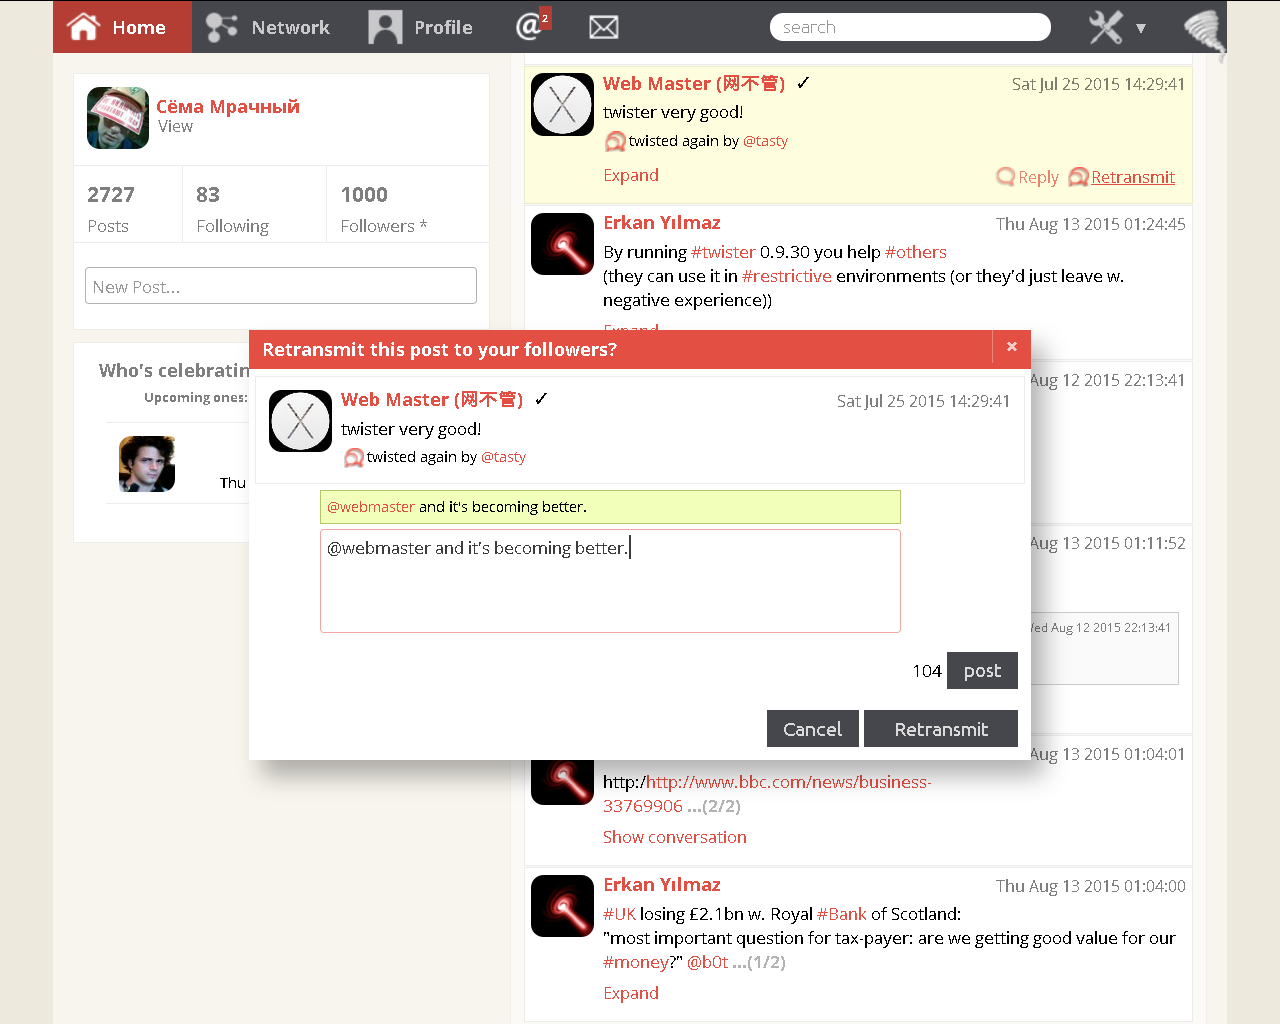 Home
Network
Profile
@ 2
search
▼
Сёма Мрачный
View
2727
Posts
83
Following
1000
Followers *
New Post...
Who's celebratin
Upcoming ones:
Thu
Web Master (网不管) ✓
Sat Jul 25 2015 14:29:41
twister very good!
twisted again by @tasty
Expand
Reply
Retransmit
Erkan Yılmaz
Thu Aug 13 2015 01:24:45
By running #twister 0.9.30 you help #others
(they can use it in #restrictive environments (or they'd just leave w.
negative experience))
Expand
Retransmit this post to your followers?
×
Web Master (网不管) ✓
Sat Jul 25 2015 14:29:41
twister very good!
twisted again by @tasty
@webmaster and it's becoming better.
@webmaster and it's becoming better.
104
post
Cancel
Retransmit
Aug 12 2015 22:13:41
Aug 13 2015 01:11:52
Wed Aug 12 2015 22:13:41
Aug 13 2015 01:04:01
http:/http://www.bbc.com/news/business-
33769906 ...(2/2)
Show conversation
Erkan Yılmaz
Thu Aug 13 2015 01:04:00
#UK losing £2.1bn w. Royal #Bank of Scotland:
"most important question for tax-payer: are we getting good value for our
#money?" @b0t ...(1/2)
Expand